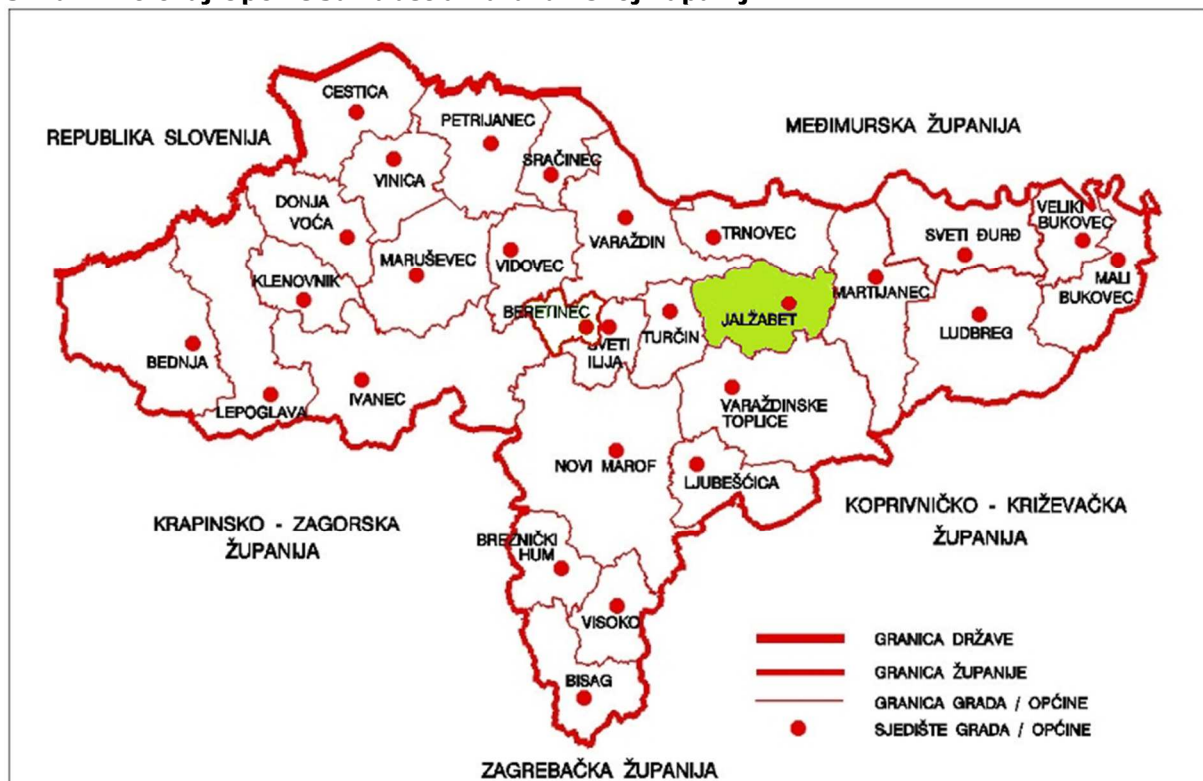 CESTICA
PETRIJANEC
REPUBLIKA SLOVENIJA
MEĐIMURSKA ŽUPANIJA
SRAČINEC
VINICA
DONJA
VOĆA
VARAŽDIN
TRNOVEC
VELIKI
BUKOVEC
SVETI ĐURĐ
MARUŠEVEC
VIDOVEC
KLENOVNIK
MARTIJANEC
MALI
BUKOVEC
BERETINEC
JALŽABET
TURČIN
SVETI
ILIJA
LUDBREG
BEDNJA
IVANEC
LEPOGLAVA
VARAŽDINSKE
TOPLICE
NOVI MAROF
LJUBEŠĆICA
KRAPINSKO - ZAGORSKA
ŽUPANIJA
KOPRIVNIČKO - KRIŽEVAČKA
ŽUPANIJA
BREZNIČKI
HUM
VISOKO
BISAG
GRANICA DRŽAVE
GRANICA ŽUPANIJE
GRANICA GRADA / OPĆINE
SJEDIŠTE GRADA / OPĆINE
ZAGREBAČKA ŽUPANIJA